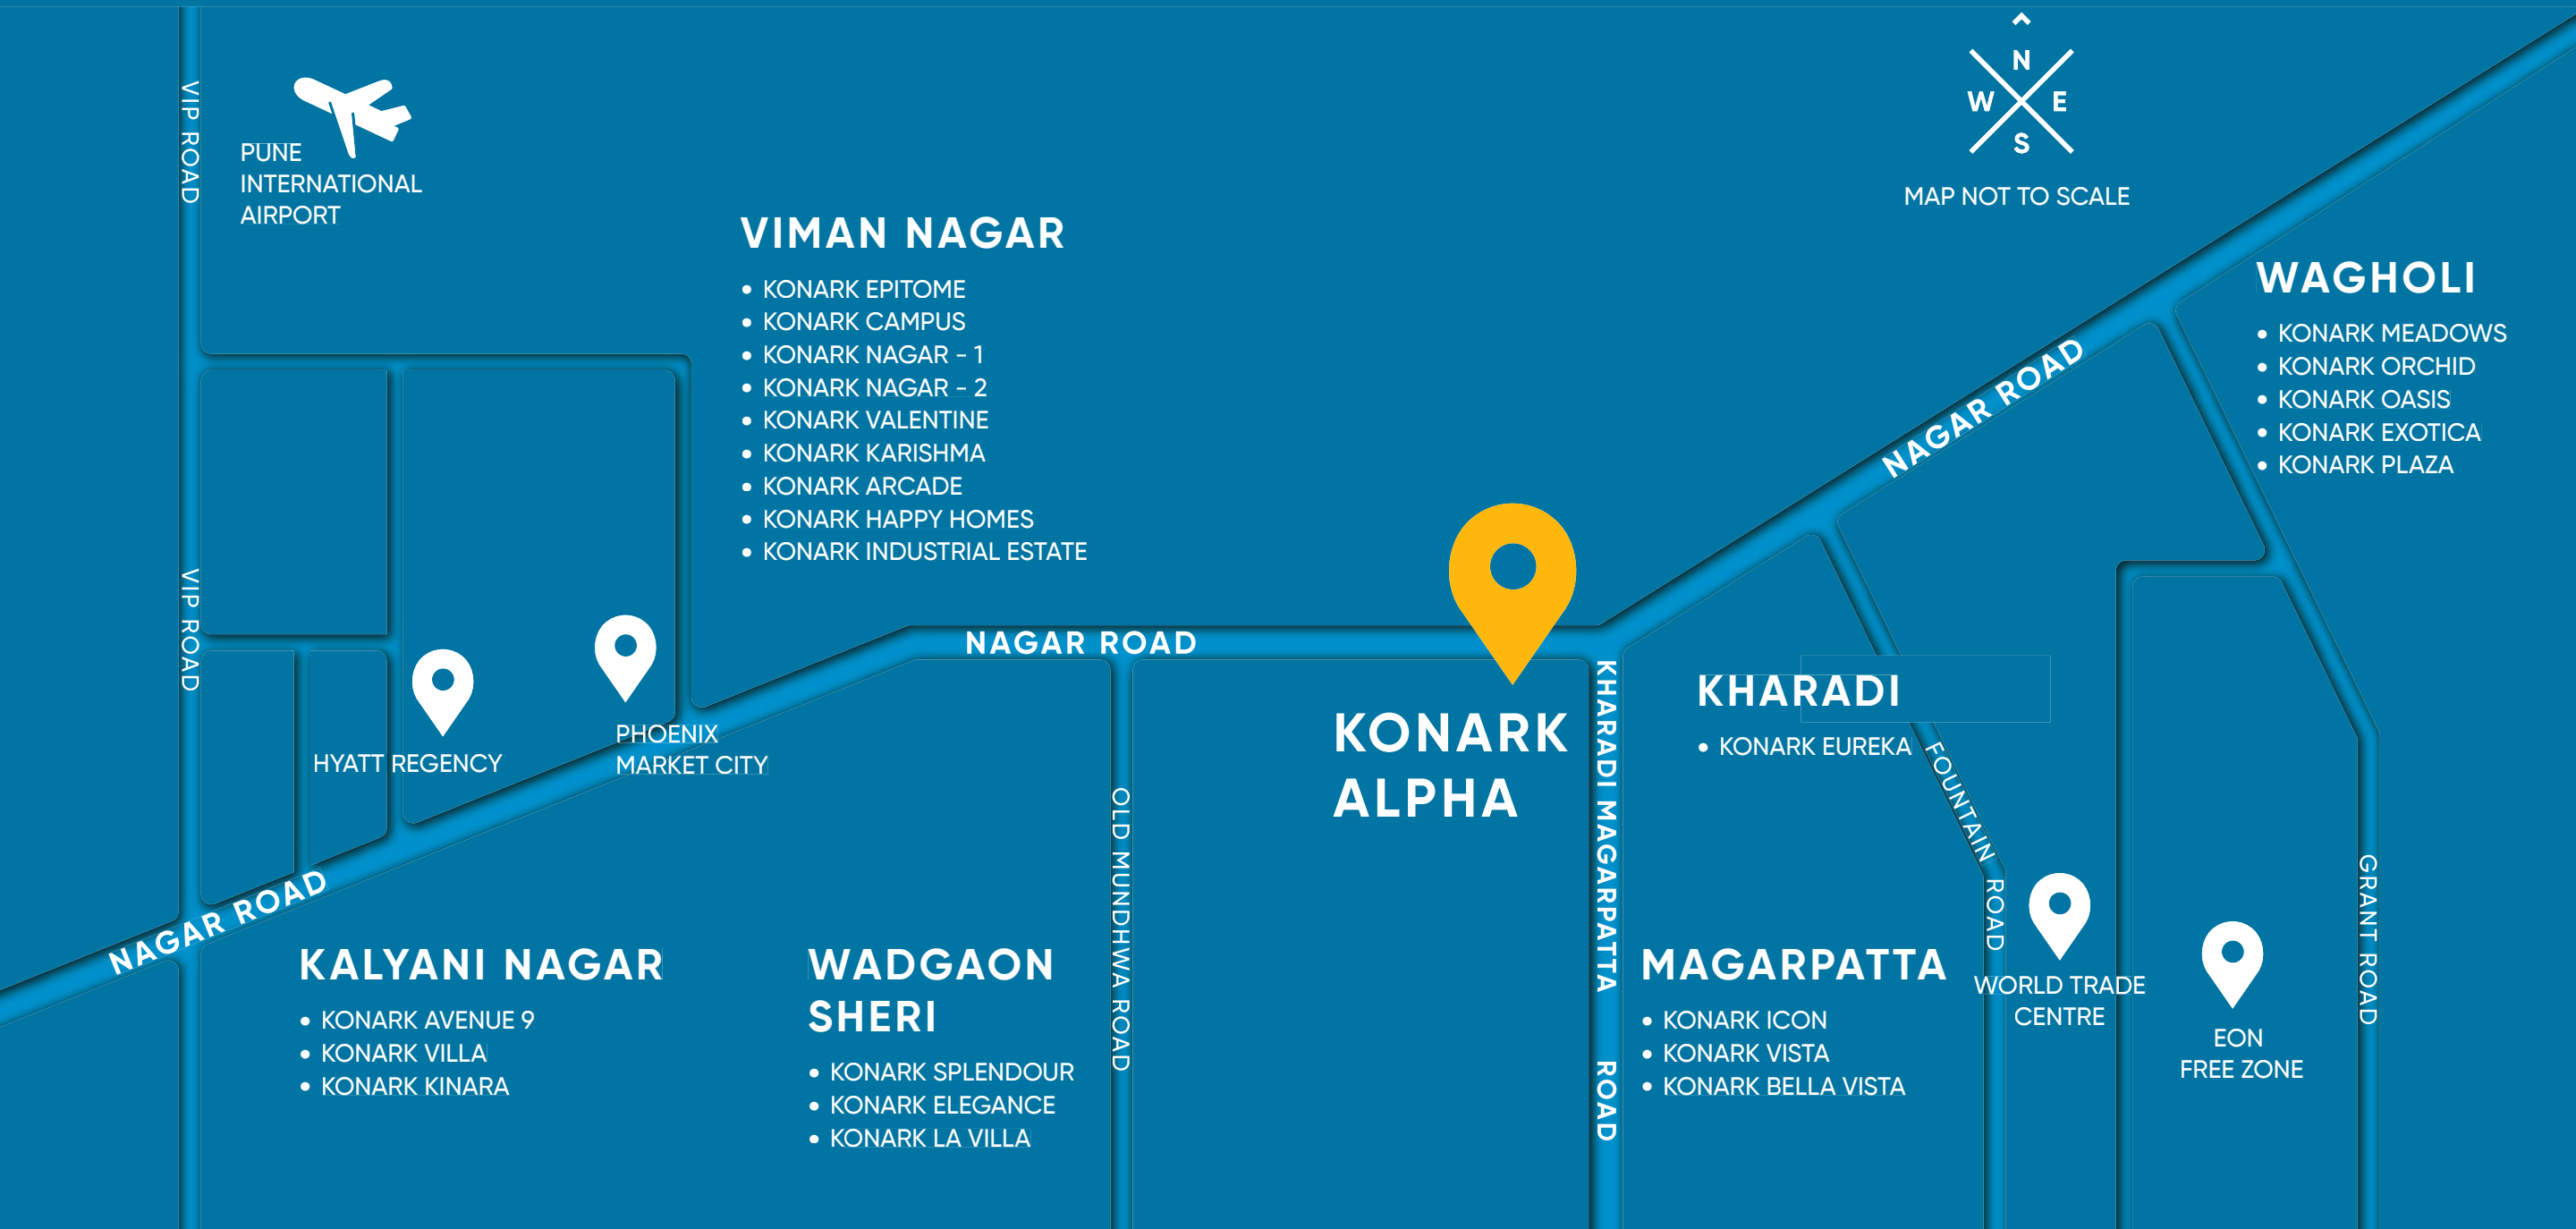 VIP ROAD
PUNE
INTERNATIONAL
AIRPORT
N
W E
S
MAP NOT TO SCALE
VIMAN NAGAR
• KONARK EPITOME
• KONARK CAMPUS
• KONARK NAGAR - 1
• KONARK NAGAR - 2
• KONARK VALENTINE
• KONARK KARISHMA
• KONARK ARCADE
• KONARK HAPPY HOMES
• KONARK INDUSTRIAL ESTATE
WAGHOLI
• KONARK MEADOWS
• KONARK ORCHID
• KONARK OASIS
• KONARK EXOTICA
• KONARK PLAZA
NAGAR ROAD
VIP ROAD
HYATT REGENCY
PHOENIX
MARKET CITY
NAGAR ROAD
KONARK
ALPHA
KHARADI MAGARPATTA ROAD
KHARADI
• KONARK EUREKA
FOUNTAIN ROAD
OLD MUNDHWA ROAD
NAGAR ROAD
KALYANI NAGAR
• KONARK AVENUE 9
• KONARK VILLA
• KONARK KINARA
WADGAON
SHERI
• KONARK SPLENDOUR
• KONARK ELEGANCE
• KONARK LA VILLA
MAGARPATTA
• KONARK ICON
• KONARK VISTA
• KONARK BELLA VISTA
WORLD TRADE
CENTRE
EON
FREE ZONE
GRANT ROAD